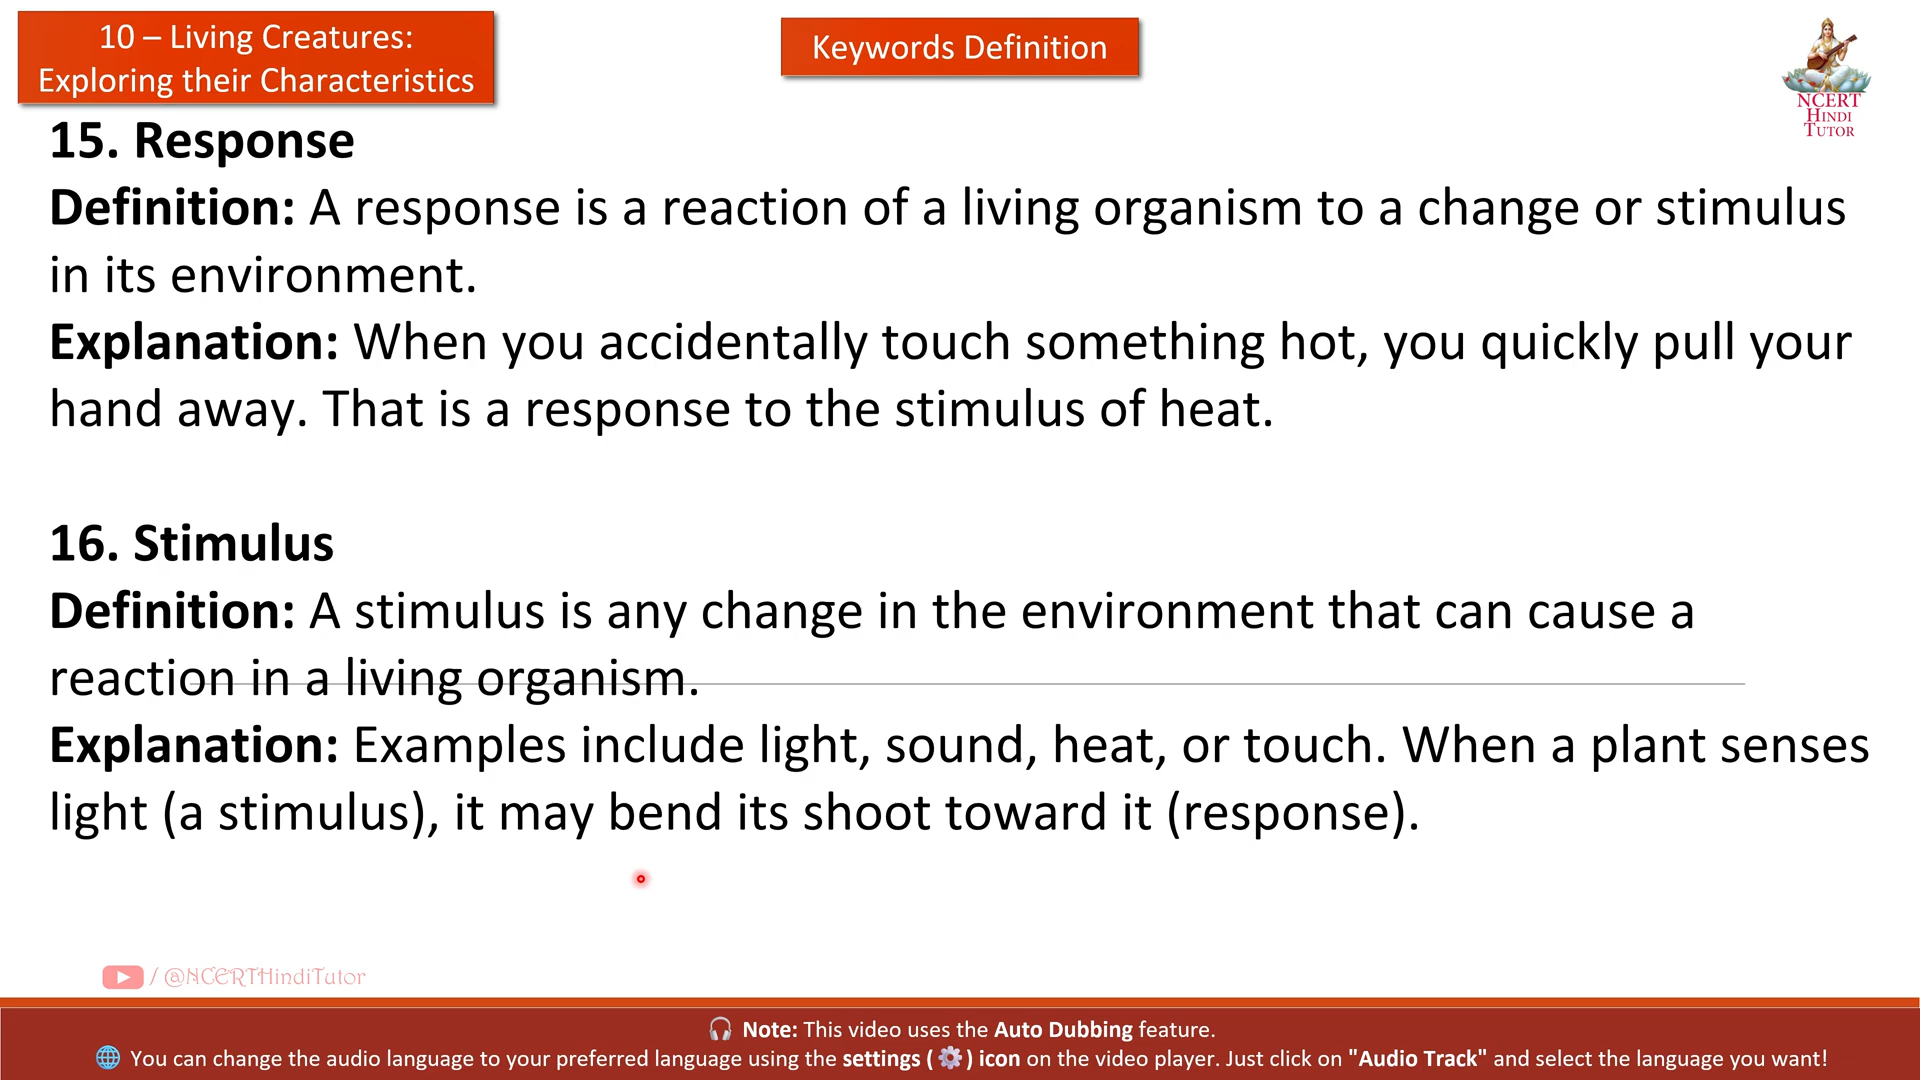 10 – Living Creatures:
Exploring their Characteristics
Keywords Definition
NCERT
HINDI
TUTOR
15. Response
Definition: A response is a reaction of a living organism to a change or stimulus
in its environment.
Explanation: When you accidentally touch something hot, you quickly pull your
hand away. That is a response to the stimulus of heat.
16. Stimulus
Definition: A stimulus is any change in the environment that can cause a
reaction in a living organism.
Explanation: Examples include light, sound, heat, or touch. When a plant senses
light (a stimulus), it may bend its shoot toward it (response).
/ @NCERTHindiTutor
🎧 Note: This video uses the Auto Dubbing feature.
🌐 You can change the audio language to your preferred language using the settings ( ⚙️ ) icon on the video player. Just click on "Audio Track" and select the language you want!